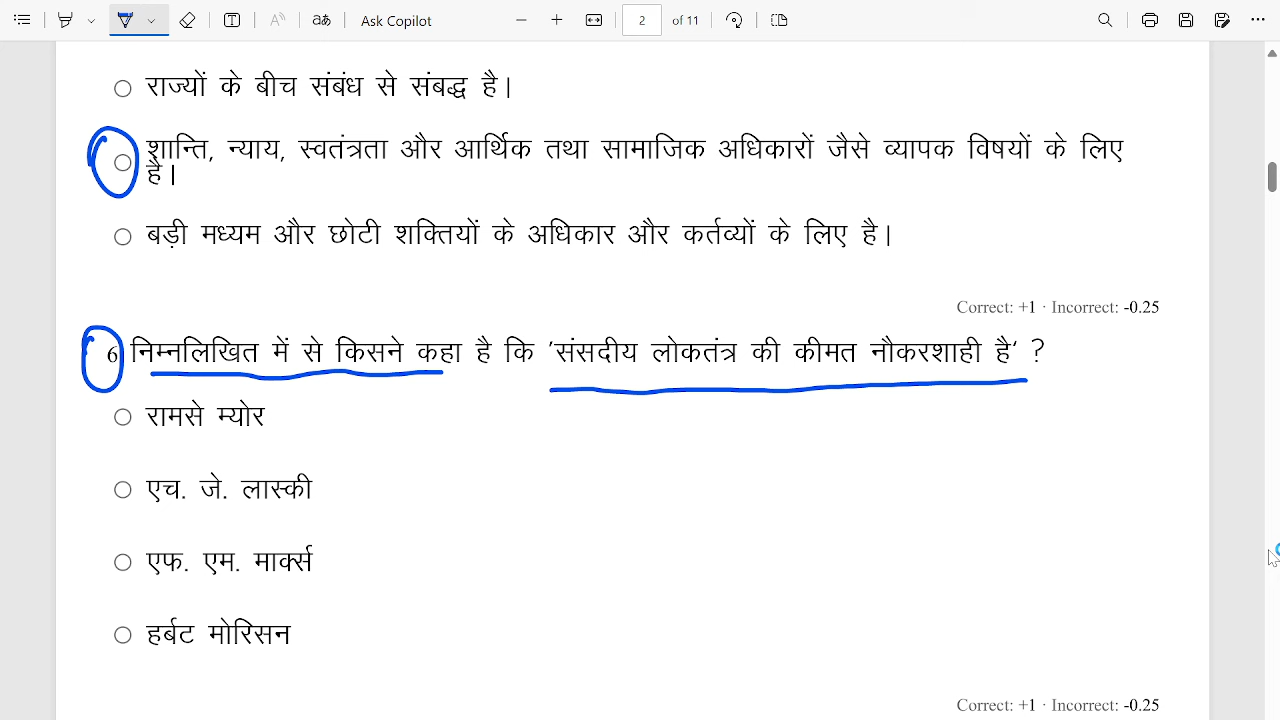 Ask Copilot
2 of 11
राज्यों के बीच संबंध से संबद्ध है।
शान्ति, न्याय, स्वतंत्रता और आर्थिक तथा सामाजिक अधिकारों जैसे व्यापक विषयों के लिए
है।
बड़ी मध्यम और छोटी शक्तियों के अधिकार और कर्तव्यों के लिए है।
Correct: +1 · Incorrect: -0.25
6 निम्नलिखित में से किसने कहा है कि ’संसदीय लोकतंत्र की कीमत नौकरशाही है‘ ?
रामसे म्योर
एच. जे. लास्की
एफ. एम. मार्क्स
हर्बट मोरिसन
Correct: +1 · Incorrect: -0.25